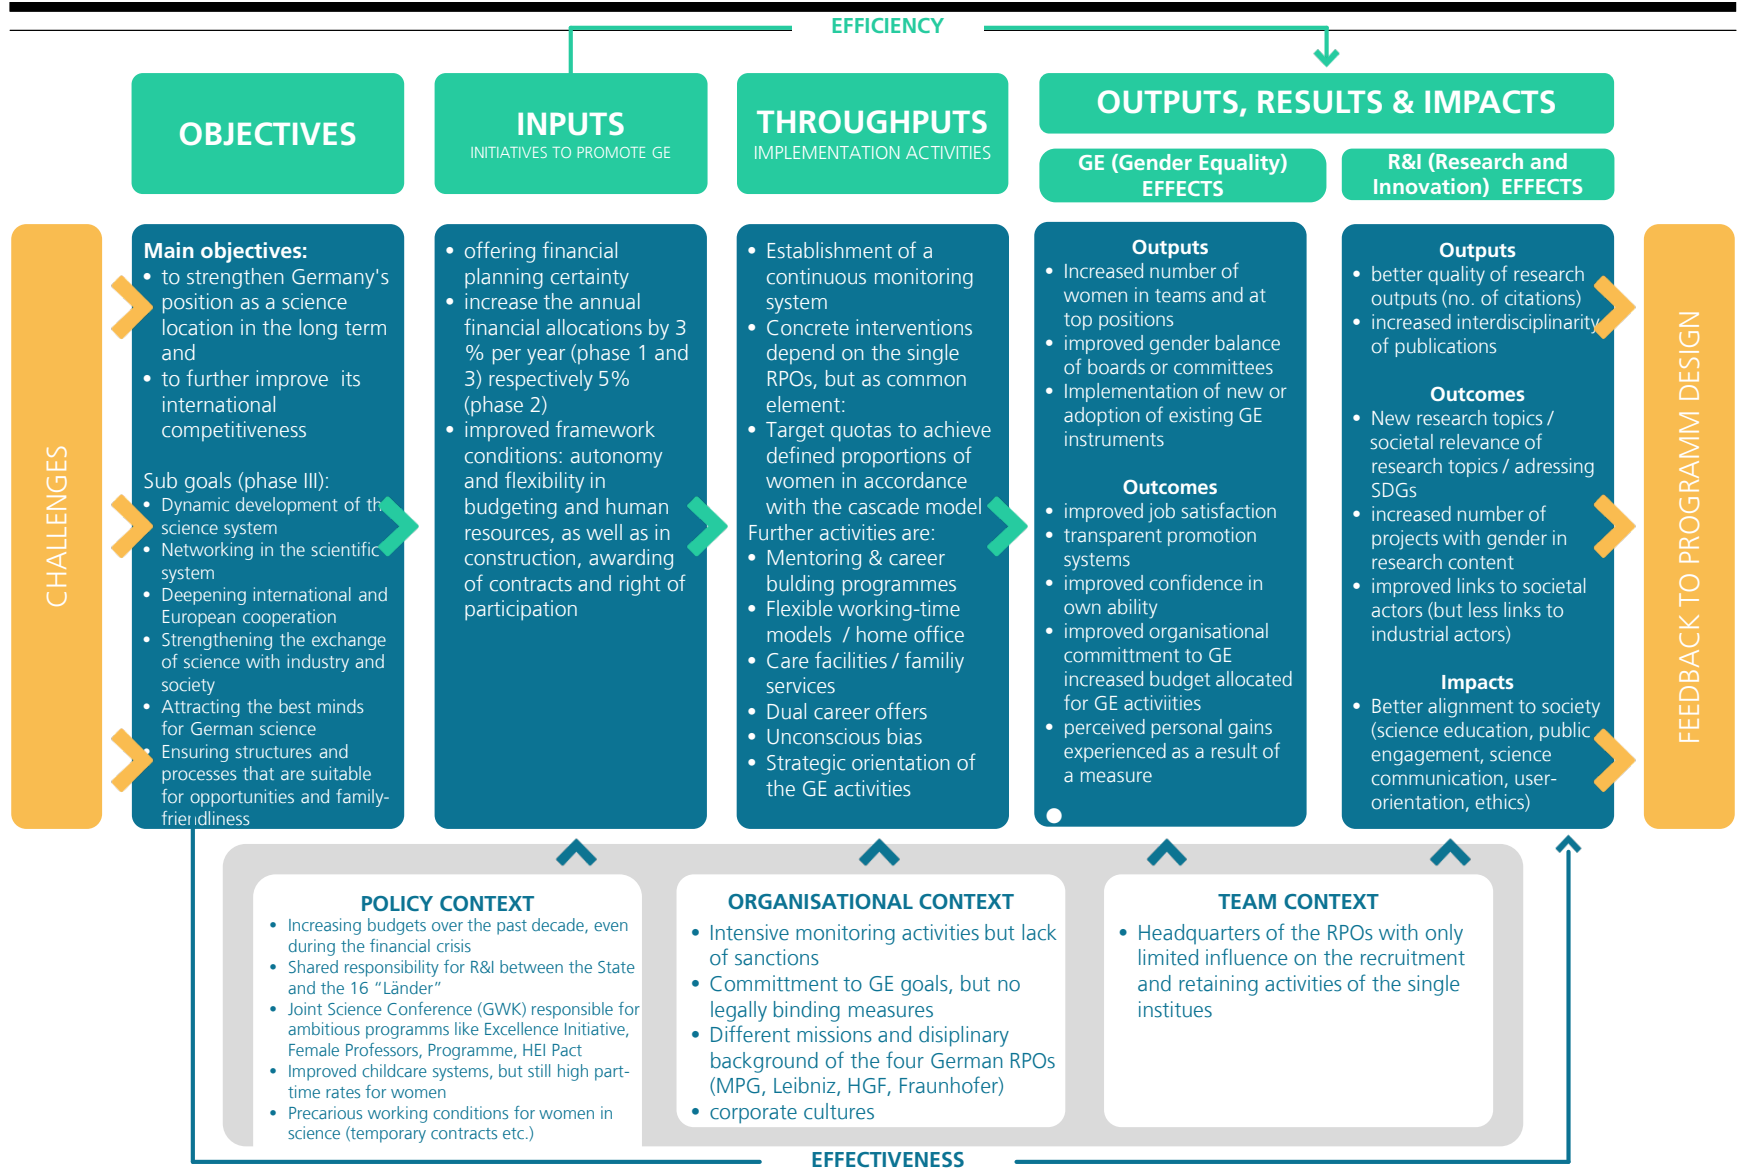 EFFICIENCY
OBJECTIVES
INPUTS
INITIATIVES TO PROMOTE GE
THROUGHPUTS
IMPLEMENTATION ACTIVITIES
OUTPUTS, RESULTS & IMPACTS
GE (Gender Equality)
EFFECTS
R&I (Research and
Innovation) EFFECTS
CHALLENGES
Main objectives:
• to strengthen Germany's
position as a science
location in the long term
and
• to further improve its
international
competitiveness
Sub goals (phase III):
• Dynamic development of the
science system
• Networking in the scientific
system
• Deepening international and
European cooperation
• Strengthening the exchange
of science with industry and
society
• Attracting the best minds
for German science
• Ensuring structures and
processes that are suitable
for opportunities and family-
friendliness
• offering financial
planning certainty
• increase the annual
financial allocations by 3
% per year (phase 1 and
3) respectively 5%
(phase 2)
• improved framework
conditions: autonomy
and flexibility in
budgeting and human
resources, as well as in
construction, awarding
of contracts and right of
participation
• Establishment of a
continuous monitoring
system
• Concrete interventions
depend on the single
RPOs, but as common
element:
• Target quotas to achieve
defined proportions of
women in accordance
with the cascade model
Further activities are:
• Mentoring & career
bulding programmes
• Flexible working-time
models / home office
• Care facilities / familiy
services
• Dual career offers
• Unconscious bias
• Strategic orientation of
the GE activities
Outputs
• Increased number of
women in teams and at
top positions
• improved gender balance
of boards or committees
• Implementation of new or
adoption of existing GE
instruments
Outcomes
• improved job satisfaction
• transparent promotion
systems
• improved confidence in
own ability
• improved organisational
committment to GE
increased budget allocated
for GE activiities
• perceived personal gains
experienced as a result of
a measure
Outputs
• better quality of research
outputs (no. of citations)
• increased interdisciplinarity
of publications
Outcomes
• New research topics /
societal relevance of
research topics / adressing
SDGs
• increased number of
projects with gender in
research content
• improved links to societal
actors (but less links to
industrial actors)
Impacts
• Better alignment to society
(science education, public
engagement, science
communication, user-
orientation, ethics)
FEEDBACK TO PROGRAMM DESIGN
POLICY CONTEXT
• Increasing budgets over the past decade, even
during the financial crisis
• Shared responsibility for R&I between the State
and the 16 “Länder”
• Joint Science Conference (GWK) responsible for
ambitious programms like Excellence Initiative,
Female Professors, Programme, HEI Pact
• Improved childcare systems, but still high part-
time rates for women
• Precarious working conditions for women in
science (temporary contracts etc.)
ORGANISATIONAL CONTEXT
• Intensive monitoring activities but lack
of sanctions
• Committment to GE goals, but no
legally binding measures
• Different missions and disiplinary
background of the four German RPOs
(MPG, Leibniz, HGF, Fraunhofer)
• corporate cultures
TEAM CONTEXT
• Headquarters of the RPOs with only
limited influence on the recruitment
and retaining activities of the single
institues
EFFECTIVENESS